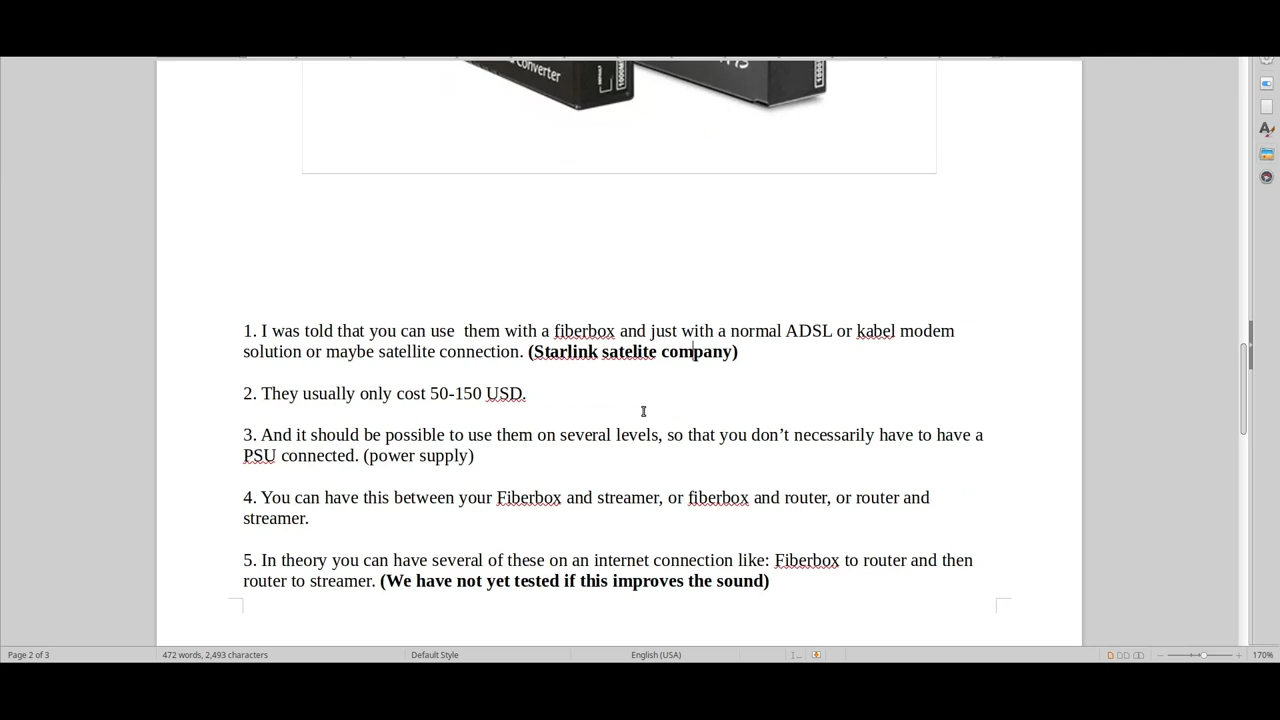 Converter
1. I was told that you can use  them with a fiberbox and just with a normal ADSL or kabel modem
solution or maybe satellite connection. (Starlink satelite company)
2. They usually only cost 50-150 USD.
3. And it should be possible to use them on several levels, so that you don’t necessarily have to have a
PSU connected. (power supply)
4. You can have this between your Fiberbox and streamer, or fiberbox and router, or router and
streamer.
5. In theory you can have several of these on an internet connection like: Fiberbox to router and then
router to streamer. (We have not yet tested if this improves the sound)
Page 2 of 3
472 words, 2,493 characters
Default Style
English (USA)
170%